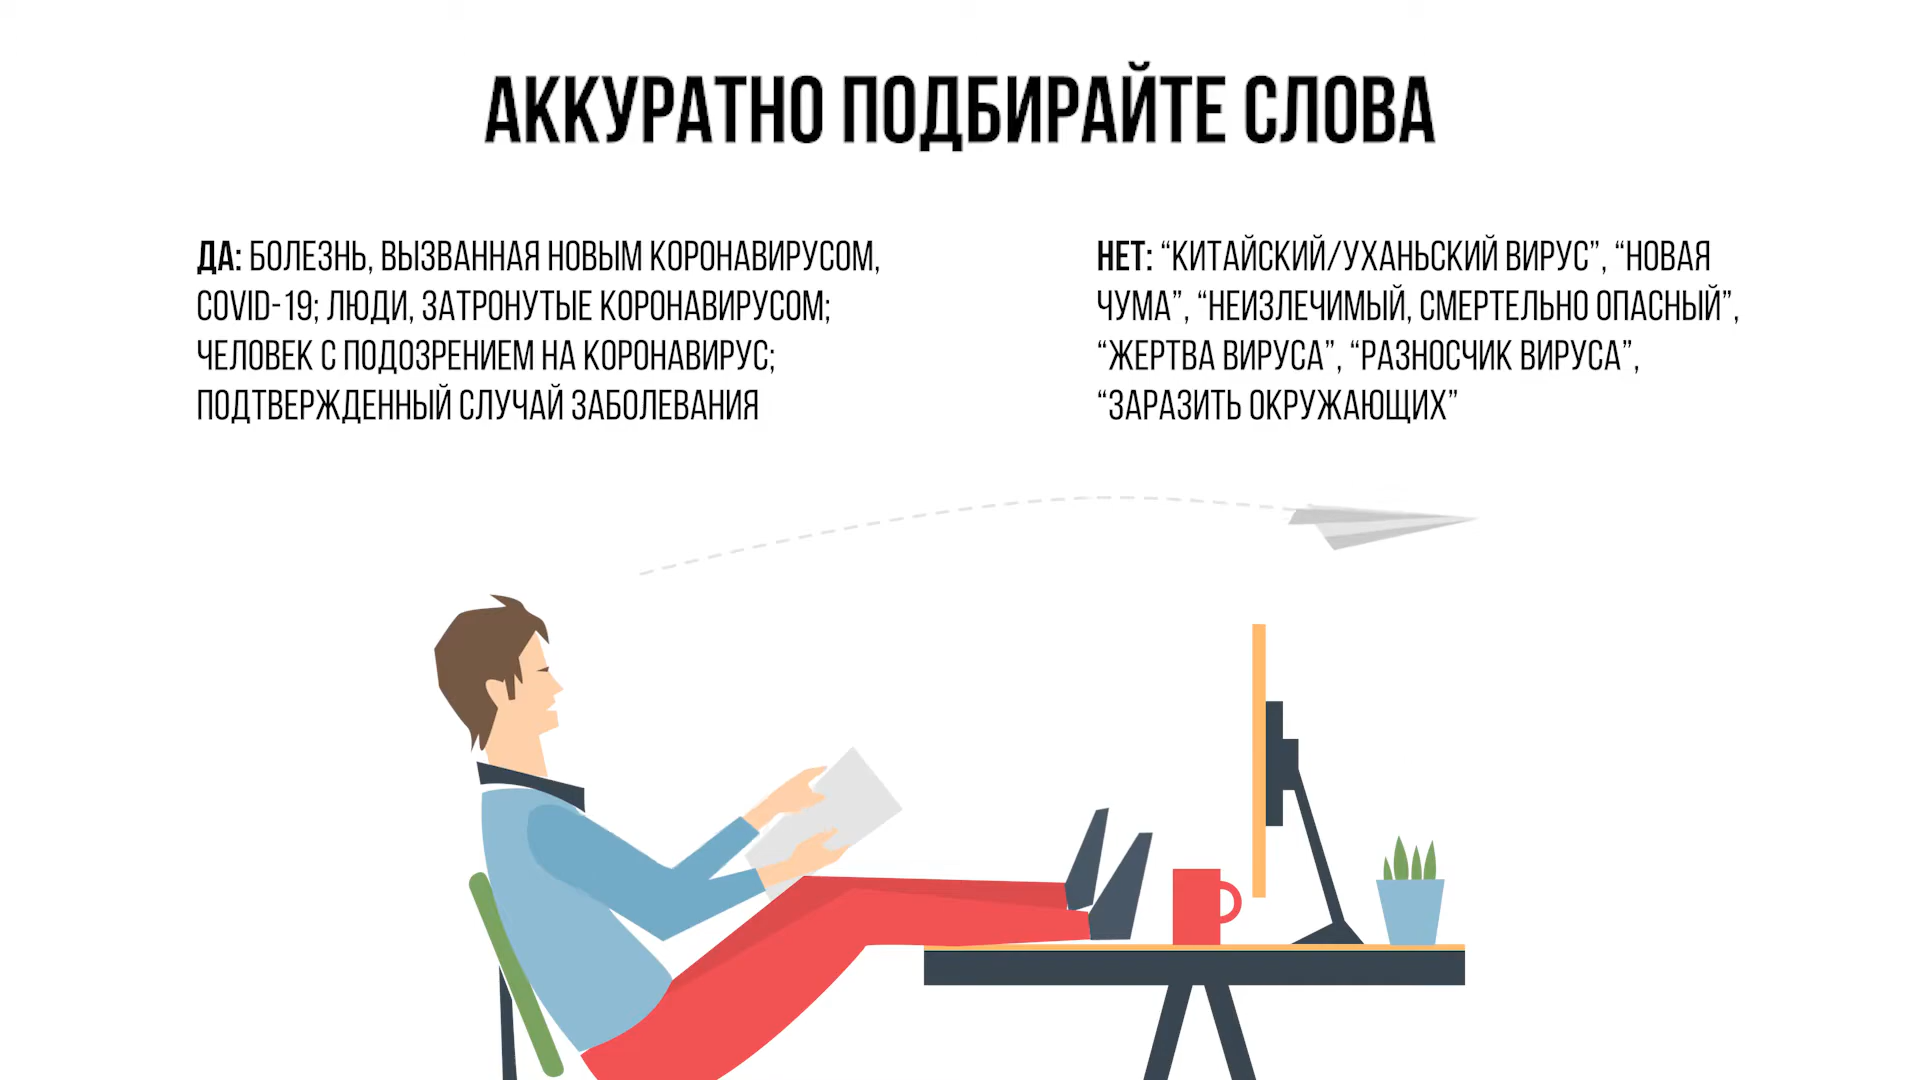 АККУРАТНО ПОДБИРАЙТЕ СЛОВА
ДА: БОЛЕЗНЬ, ВЫЗВАННАЯ НОВЫМ КОРОНАВИРУСОМ,
COVID-19; ЛЮДИ, ЗАТРОНУТЫЕ КОРОНАВИРУСОМ;
ЧЕЛОВЕК С ПОДОЗРЕНИЕМ НА КОРОНАВИРУС;
ПОДТВЕРЖДЕННЫЙ СЛУЧАЙ ЗАБОЛЕВАНИЯ
НЕТ: “КИТАЙСКИЙ/УХАНЬСКИЙ ВИРУС”, “НОВАЯ
ЧУМА”, “НЕИЗЛЕЧИМЫЙ, СМЕРТЕЛЬНО ОПАСНЫЙ”,
“ЖЕРТВА ВИРУСА”, “РАЗНОСЧИК ВИРУСА”,
“ЗАРАЗИТЬ ОКРУЖАЮЩИХ”